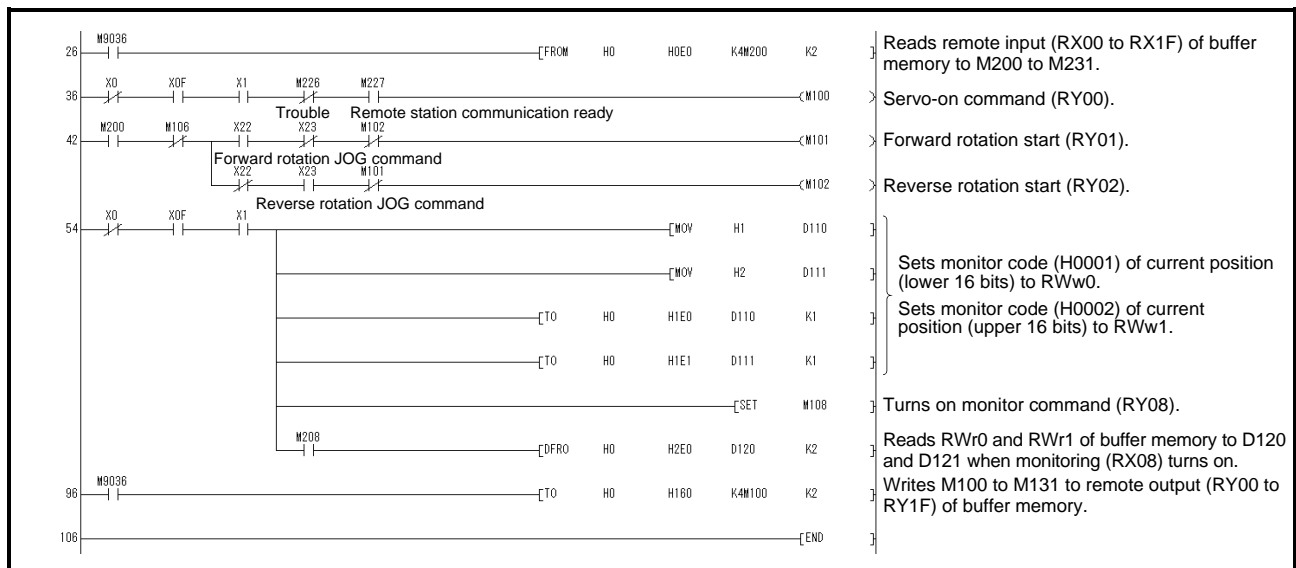 M9036
26 [FROM H0 H0E0 K4M200 K2 ]
Reads remote input (RX00 to RX1F) of buffer
memory to M200 to M231.
X0 X0F X1 M226 M227
36 (M100 )
Servo-on command (RY00).
Trouble Remote station communication ready
M200 M106 X22 X23 M102
42 (M101 )
Forward rotation start (RY01).
Forward rotation JOG command
X22 X23 M101
(M102 )
Reverse rotation start (RY02).
Reverse rotation JOG command
X0 X0F X1
54 [MOV H1 D110 ]
[MOV H2 D111 ]
Sets monitor code (H0001) of current position
(lower 16 bits) to RWw0.
Sets monitor code (H0002) of current
position (upper 16 bits) to RWw1.
[TO H0 H1E0 D110 K1 ]
[TO H0 H1E1 D111 K1 ]
[SET M108 ]
Turns on monitor command (RY08).
M208
[DFRO H0 H2E0 D120 K2 ]
Reads RWr0 and RWr1 of buffer memory to D120
and D121 when monitoring (RX08) turns on.
M9036
96 [TO H0 H160 K4M100 K2 ]
Writes M100 to M131 to remote output (RY00 to
RY1F) of buffer memory.
106 [END ]